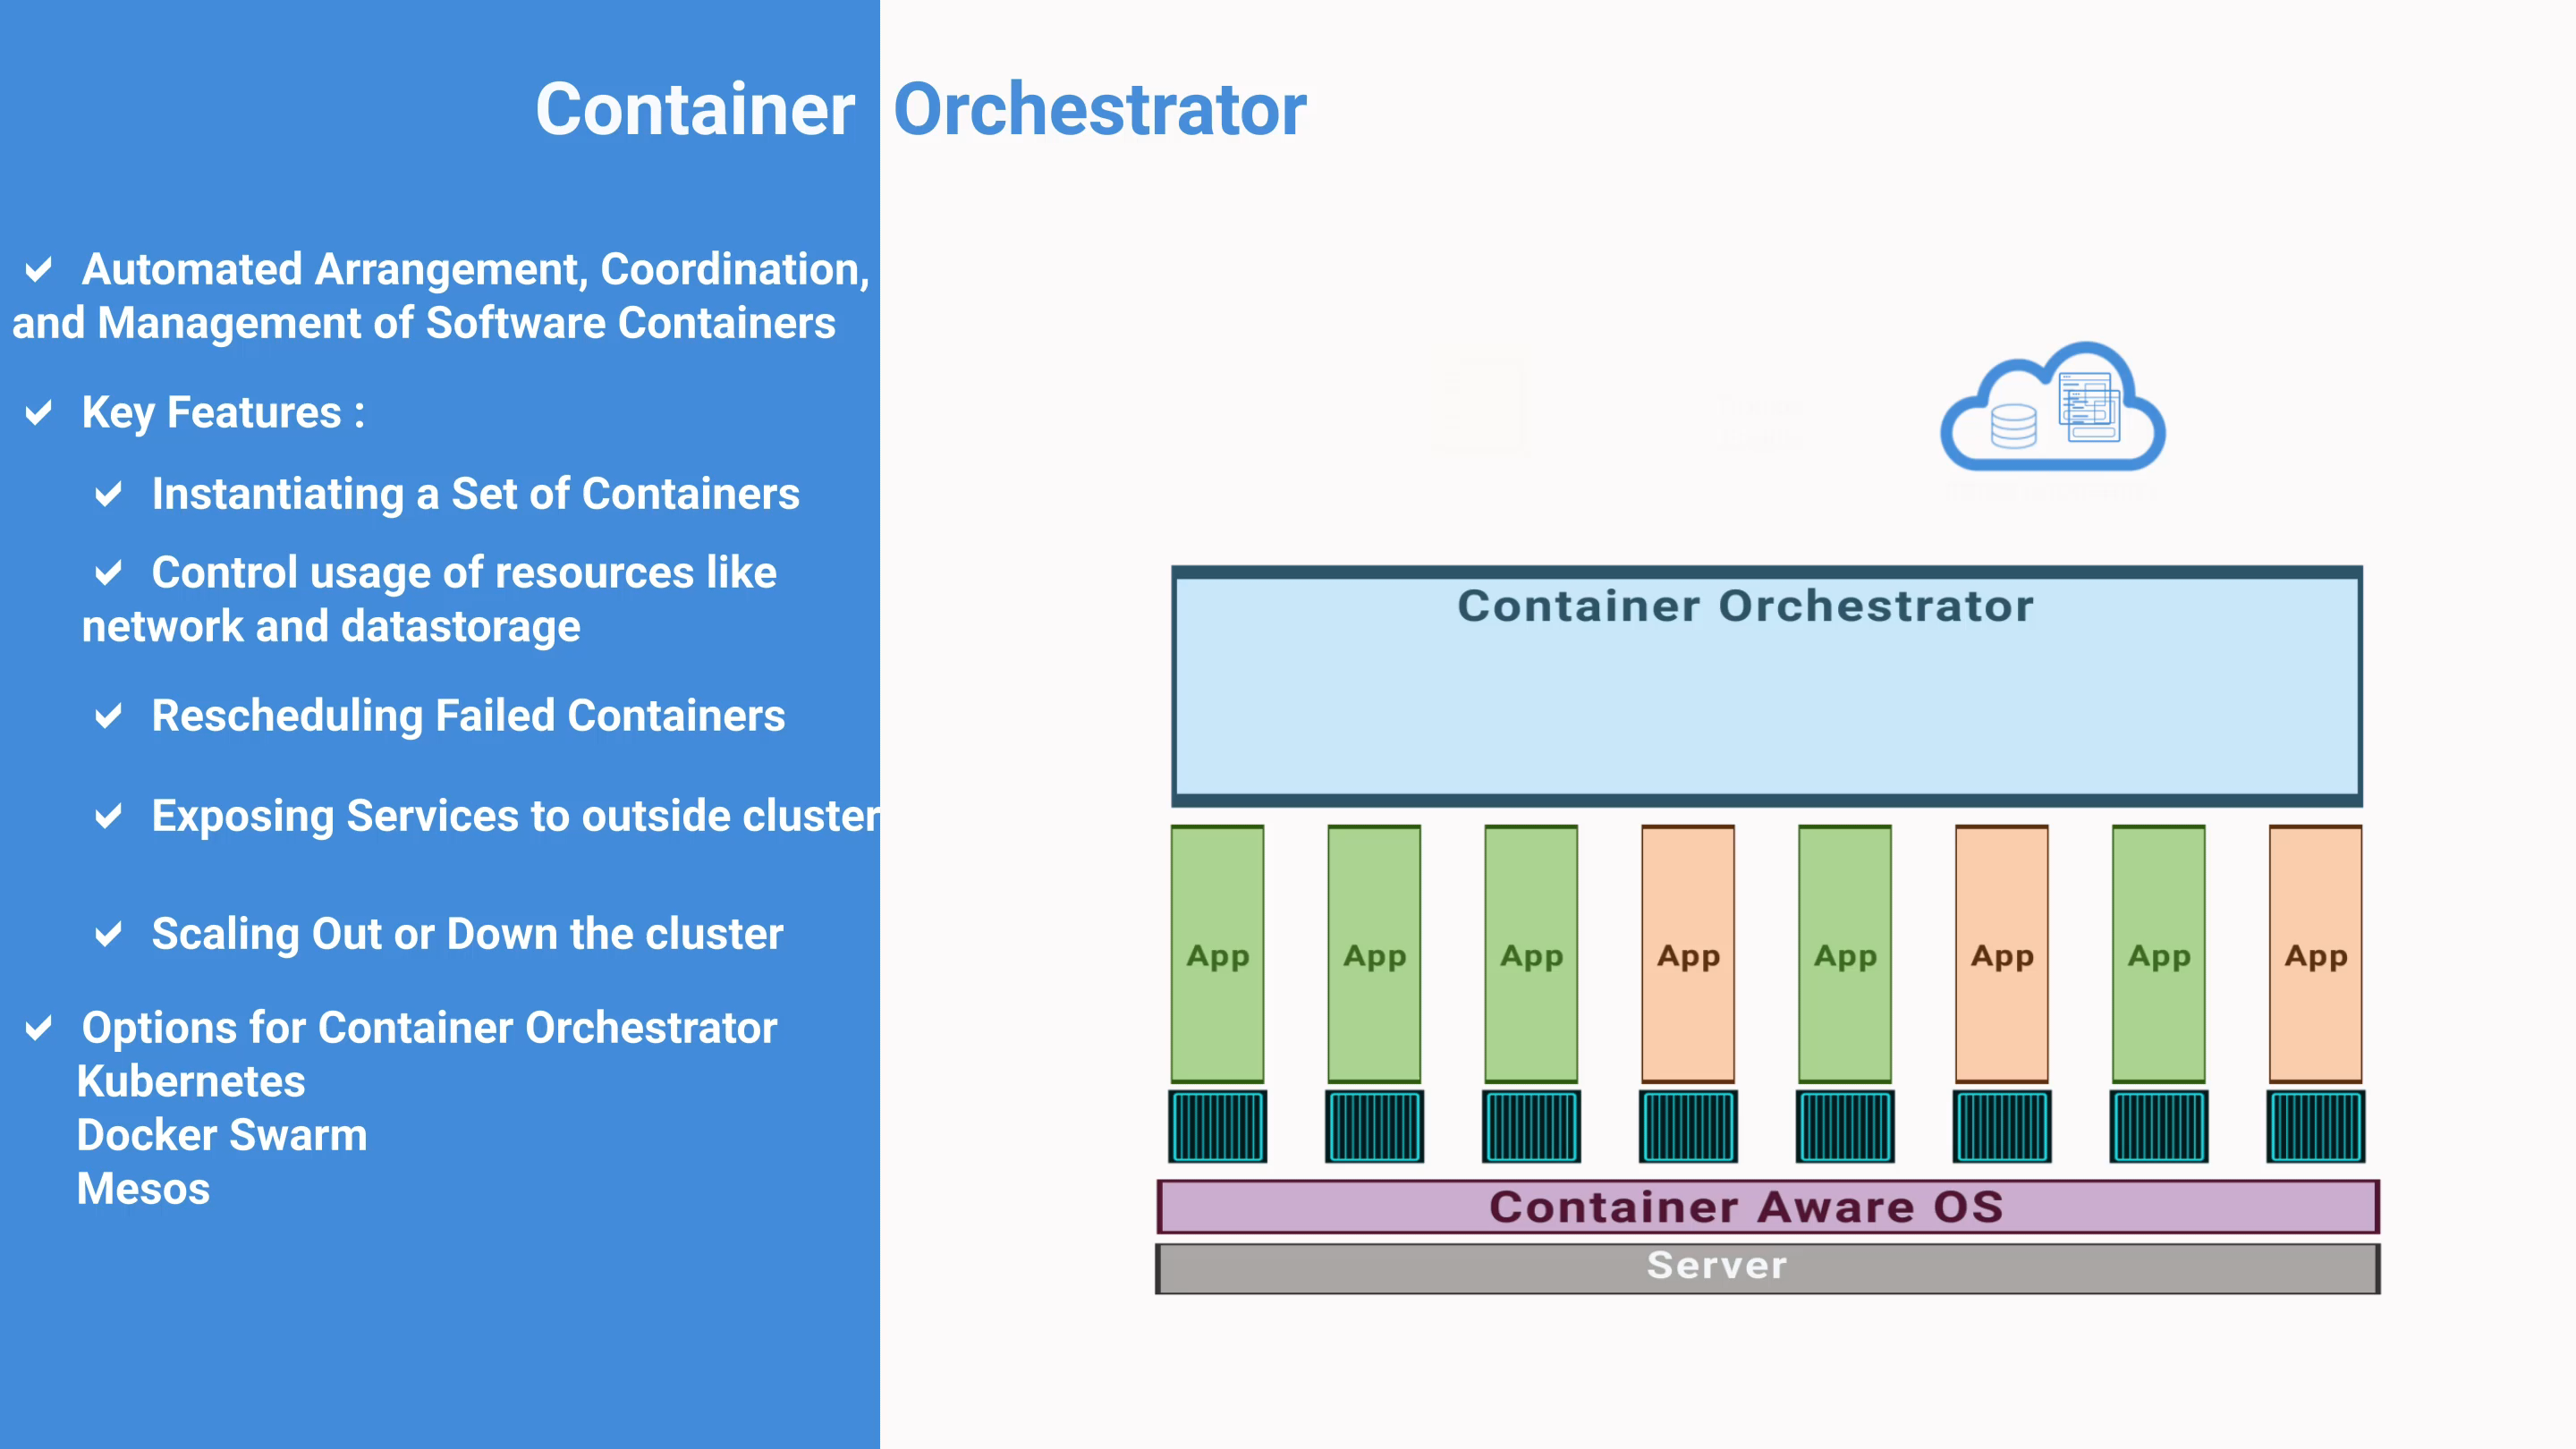 Container Orchestrator
Automated Arrangement, Coordination,
and Management of Software Containers
Key Features :
Instantiating a Set of Containers
Control usage of resources like
network and datastorage
Rescheduling Failed Containers
Exposing Services to outside cluster
Scaling Out or Down the cluster
Options for Container Orchestrator
Kubernetes
Docker Swarm
Mesos
Container Orchestrator
App App App App App App App App
Container Aware OS
Server